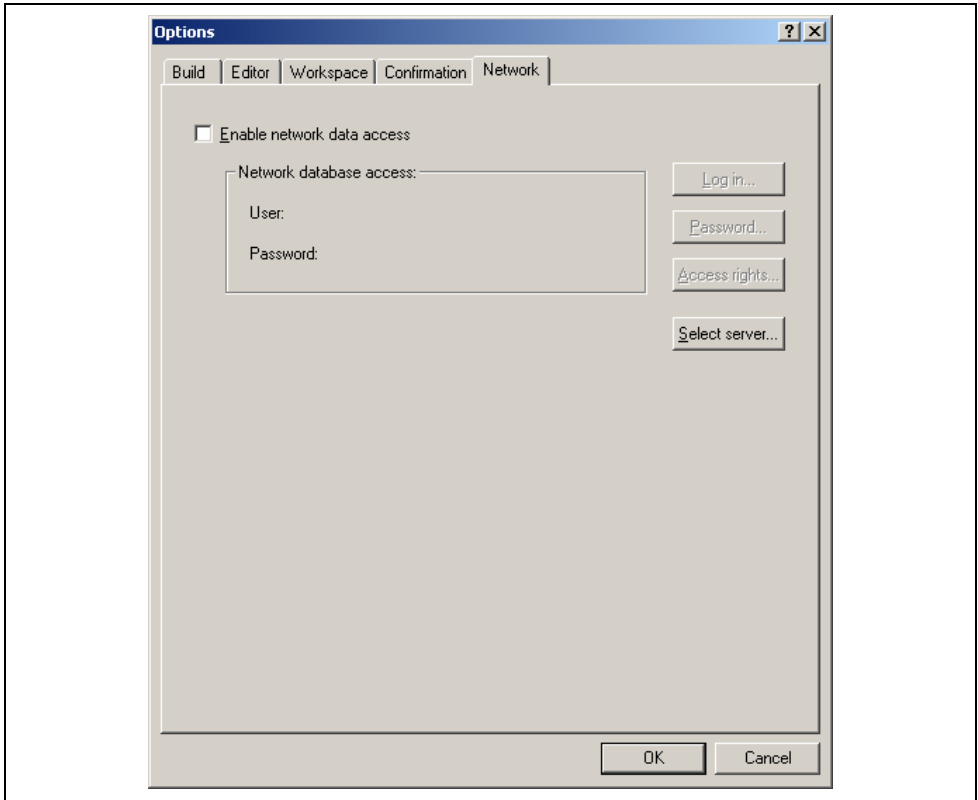 Options
Build Editor Workspace Confirmation Network
Enable network data access
Network database access:
User:
Password:
Log in...
Password...
Access rights...
Select server...
OK Cancel